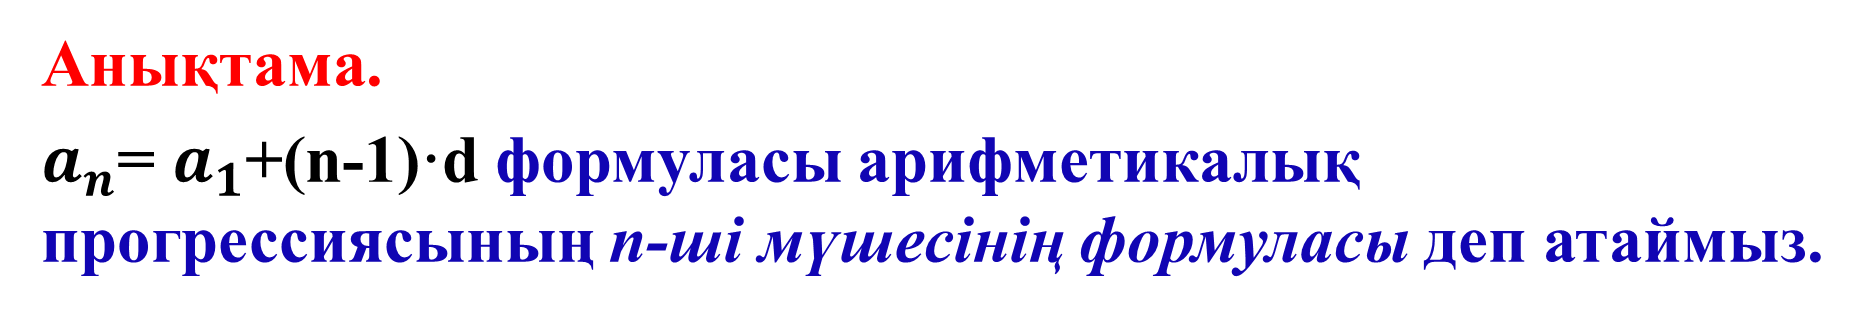 Анықтама.
aₙ= a₁+(n-1)·d формуласы арифметикалық
прогрессиясының n-ші мүшесінің формуласы деп атаймыз.